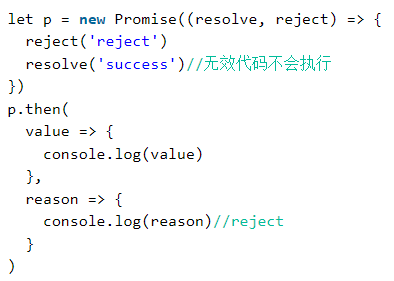 let p = new Promise((resolve, reject) => {
  reject('reject')
  resolve('success')//无效代码不会执行
})
p.then(
  value => {
    console.log(value)
  },
  reason => {
    console.log(reason)//reject
  }
)